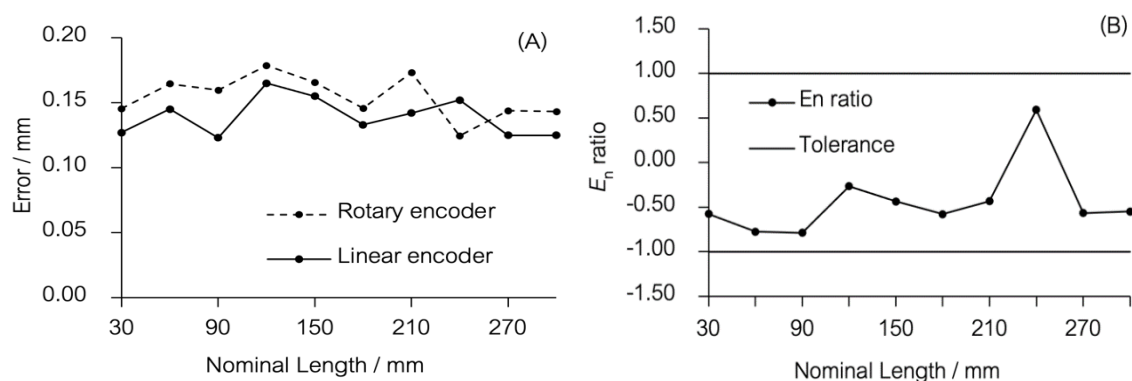 (A)
0.20
0.15
0.10
0.05
0.00
Error / mm
Rotary encoder
Linear encoder
30 90 150 210 270
Nominal Length / mm
(B)
1.50
1.00
0.50
0.00
-0.50
-1.00
-1.50
En ratio
En ratio
Tolerance
30 90 150 210 270
Nominal Length / mm